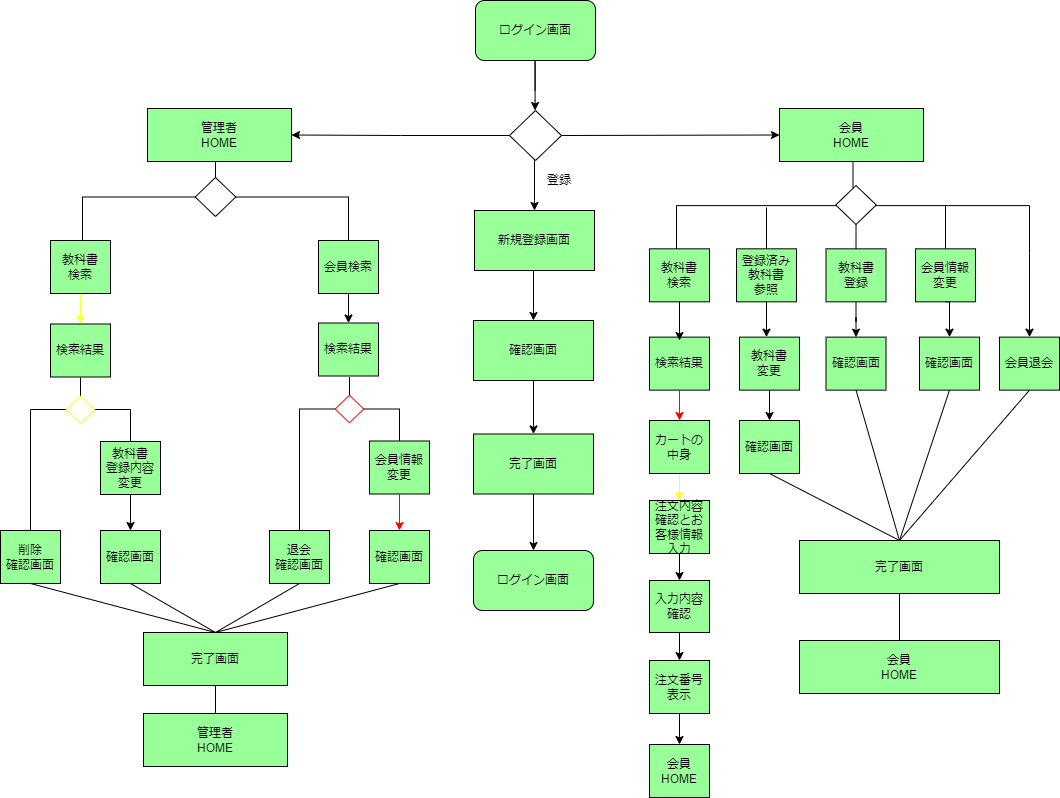 ログイン画面
管理者
HOME
会員
HOME
登録
教科書
検索
会員検索
新規登録画面
教科書
検索
登録済み
教科書
参照
教科書
登録
会員情報
変更
検索結果
検索結果
確認画面
検索結果
教科書
変更
確認画面
確認画面
会員退会
教科書
登録内容
変更
会員情報
変更
完了画面
カートの
中身
確認画面
削除
確認画面
確認画面
退会
確認画面
確認画面
ログイン画面
注文内容
確認とお
客様情報
入力
完了画面
入力内容
確認
完了画面
管理者
HOME
注文番号
表示
会員
HOME
会員
HOME